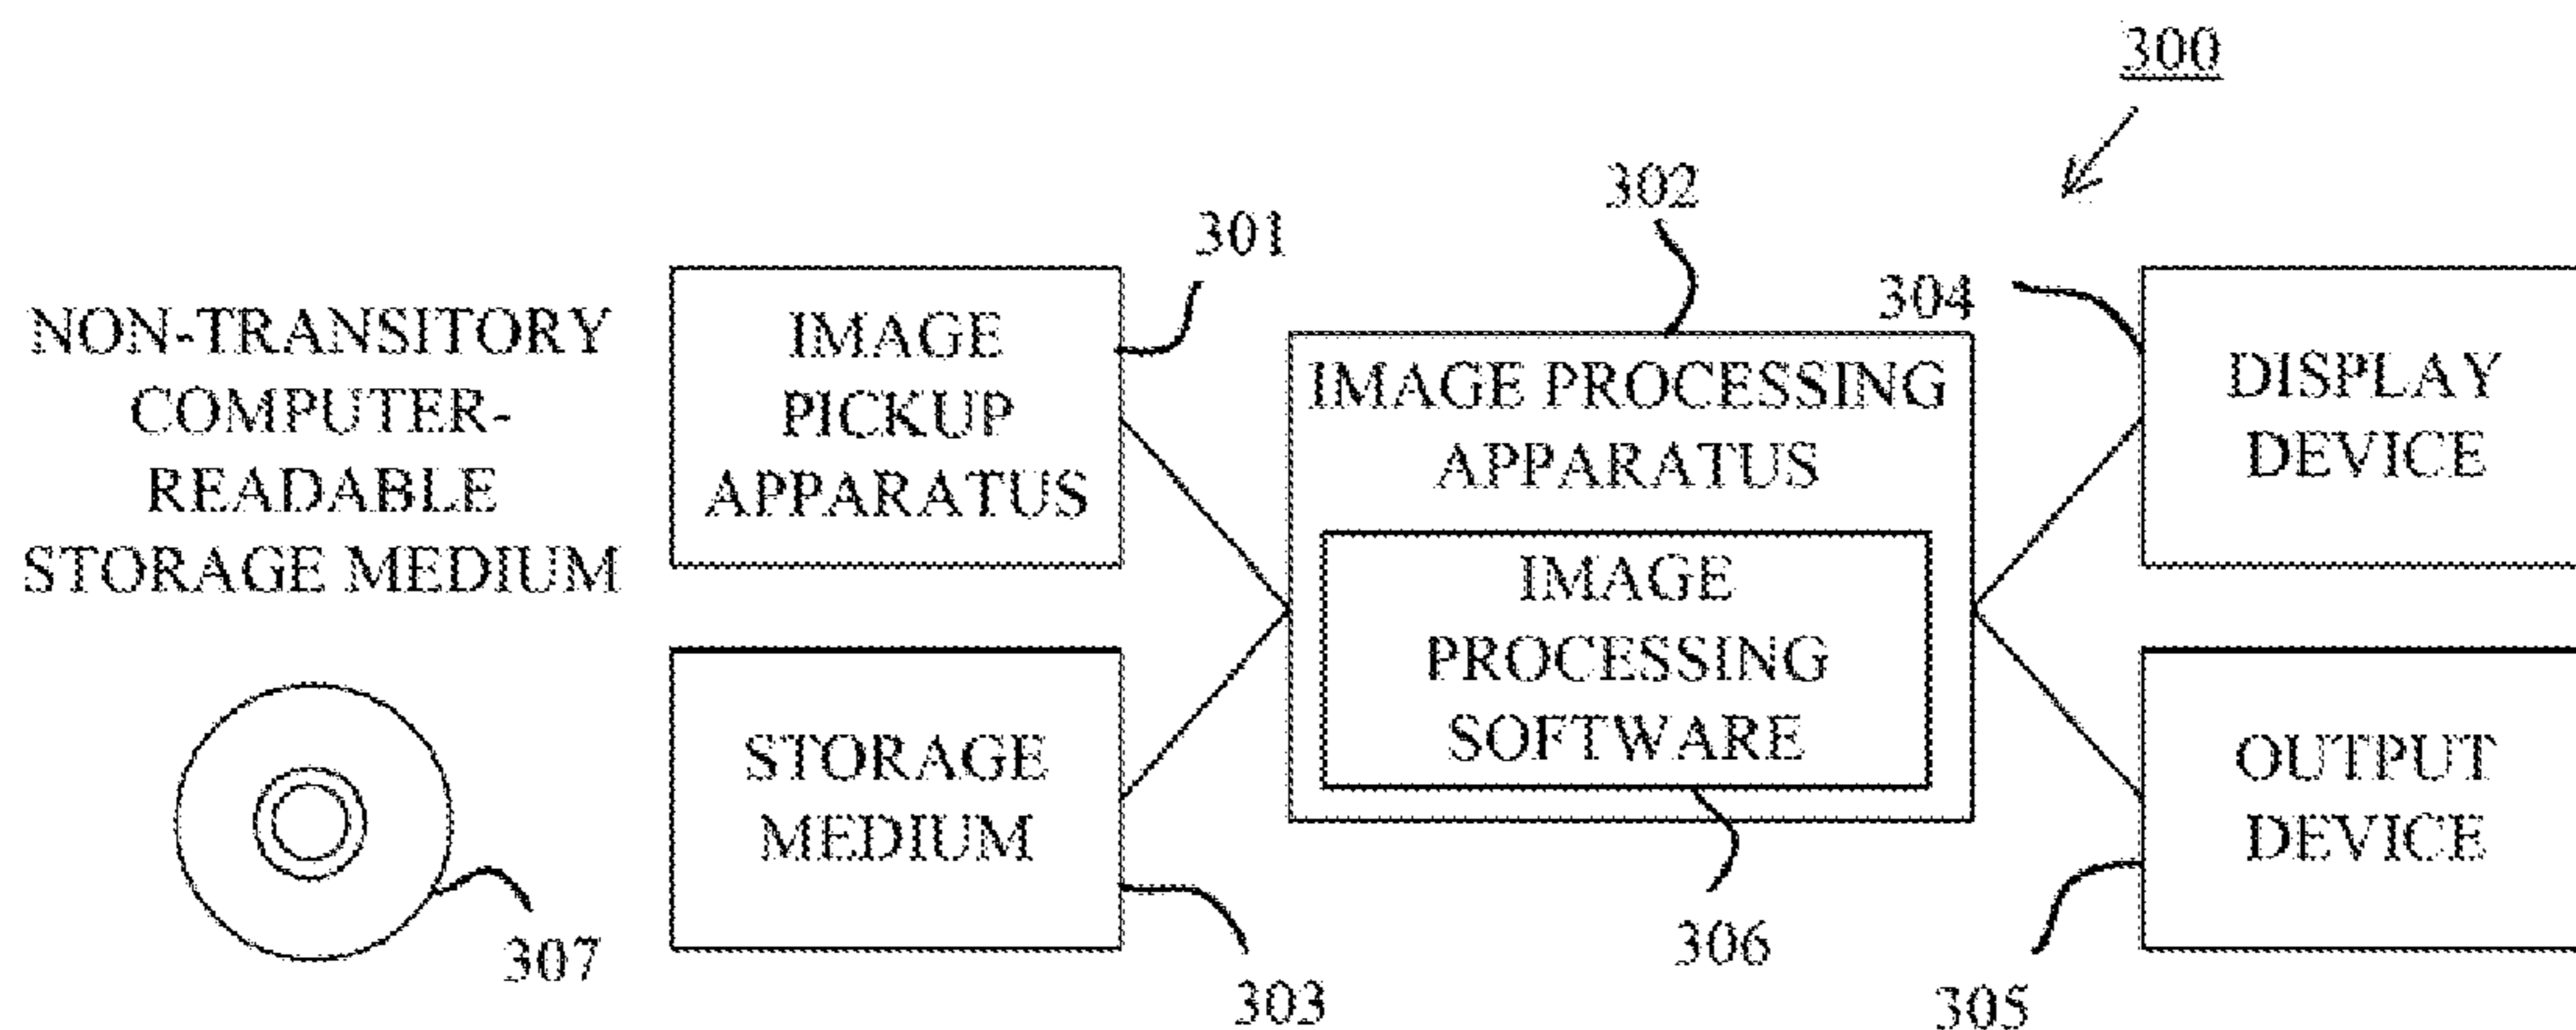 300
302
301
304
NON-TRANSITORY
COMPUTER-
READABLE
STORAGE MEDIUM
IMAGE
PICKUP
APPARATUS
IMAGE PROCESSING
APPARATUS
IMAGE
PROCESSING
SOFTWARE
DISPLAY
DEVICE
STORAGE
MEDIUM
OUTPUT
DEVICE
307
303
306
305